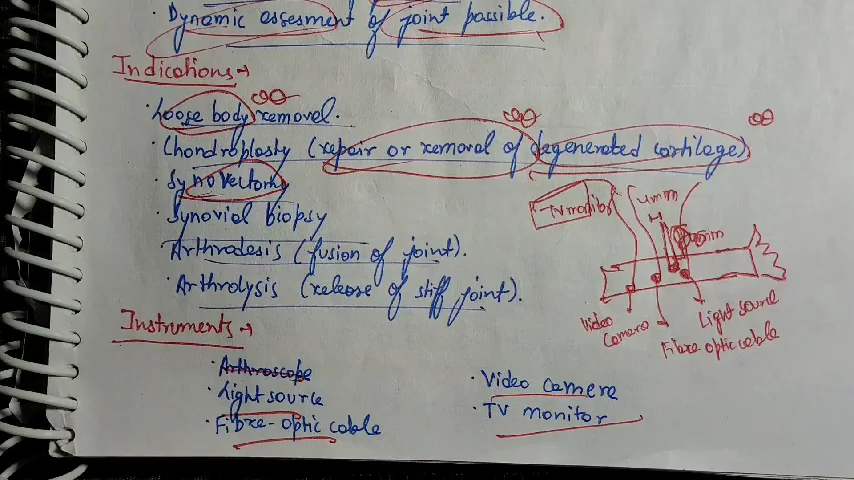 · Dynamic assesment of joint possible.
Indications→
· Loose body removal.
· Chondroplasty (repair or removal of degenerated cartilage)
· Synovectomy
· Synovial Biopsy
· Arthrodesis (fusion of joint).
· Arthrolysis (release of stiff joint).
TV monitor
4mm
Video Camera
Light source
Fibre optic cable
Instruments→
· Arthroscope
· Light source
· Fibre-optic cable
· Video camera
· TV monitor